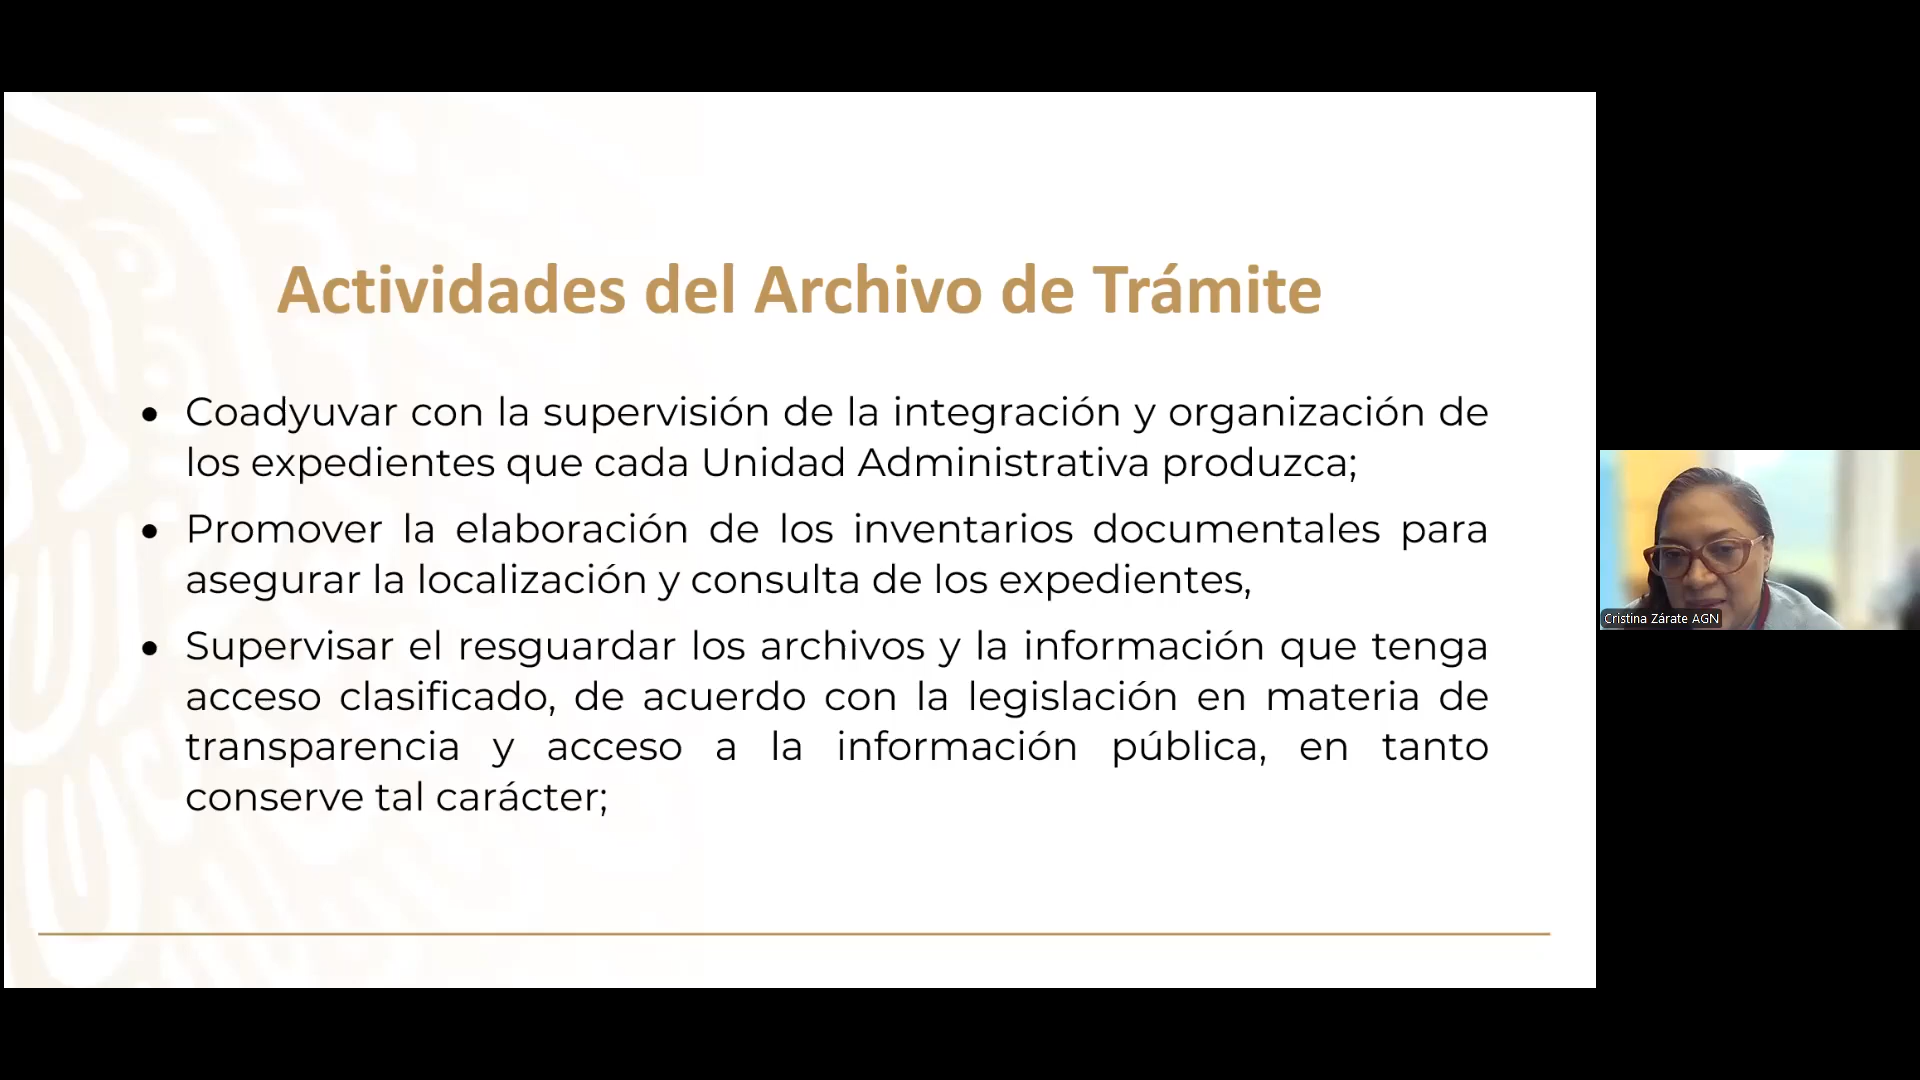 Actividades del Archivo de Trámite
• Coadyuvar con la supervisión de la integración y organización de
los expedientes que cada Unidad Administrativa produzca;
• Promover la elaboración de los inventarios documentales para
asegurar la localización y consulta de los expedientes,
• Supervisar el resguardar los archivos y la información que tenga
acceso clasificado, de acuerdo con la legislación en materia de
transparencia y acceso a la información pública, en tanto
conserve tal carácter;
Cristina Zárate AGN